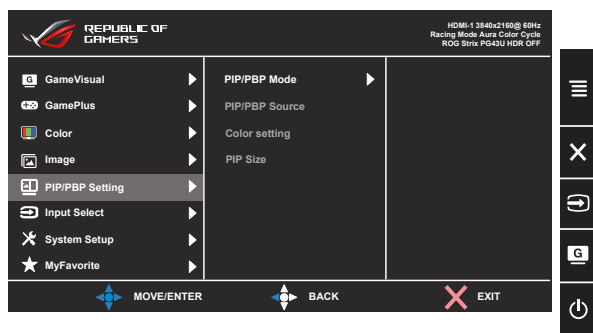 REPUBLIC OF
GAMERS
HDMI-1 3840x2160@ 60Hz
Racing Mode Aura Color Cycle
ROG Strix PG43U HDR OFF
G GameVisual
GamePlus
Color
Image
PIP/PBP Setting
Input Select
System Setup
MyFavorite
PIP/PBP Mode
PIP/PBP Source
Color setting
PIP Size
G
MOVE/ENTER
BACK
EXIT